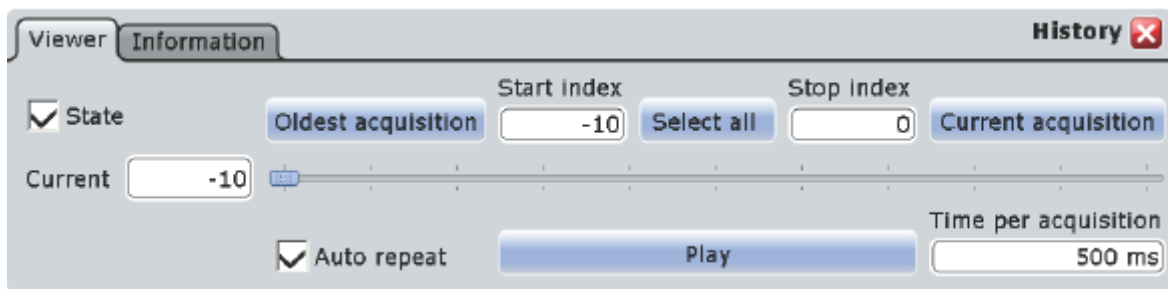 Viewer Information History
Start index Stop index
State Oldest acquisition -10 Select all 0 Current acquisition
Current -10
Time per acquisition
Auto repeat Play 500 ms